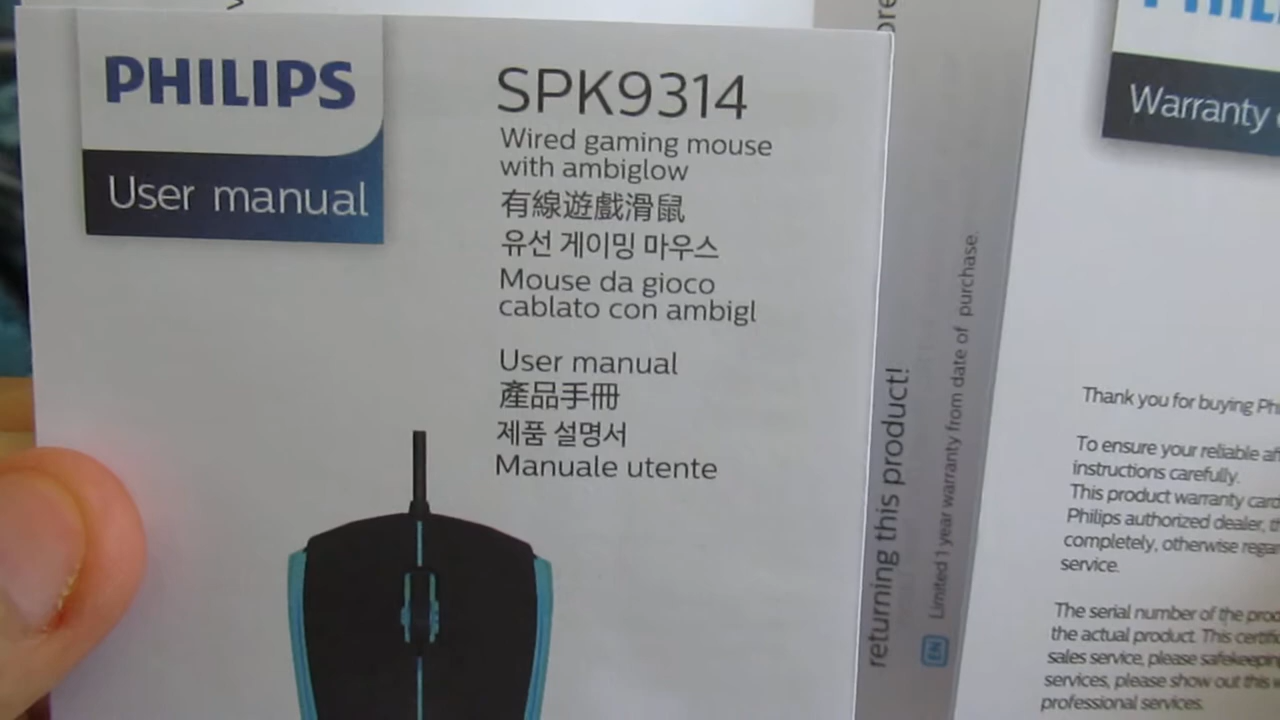 PHILIPS
User manual
SPK9314
Wired gaming mouse
with ambiglow
有線遊戲滑鼠
유선 게이밍 마우스
Mouse da gioco
cablato con ambigl
User manual
產品手冊
제품 설명서
Manuale utente
returning this product!
EN Limited 1 year warranty from date of purchase.
Warranty
Thank you for buying
To ensure your reliable
instructions carefully.
This product warranty card
Philips authorized dealer,
completely, otherwise
service.
The serial number of the
the actual product. This
sales service, please
services, please show out this
professional services.